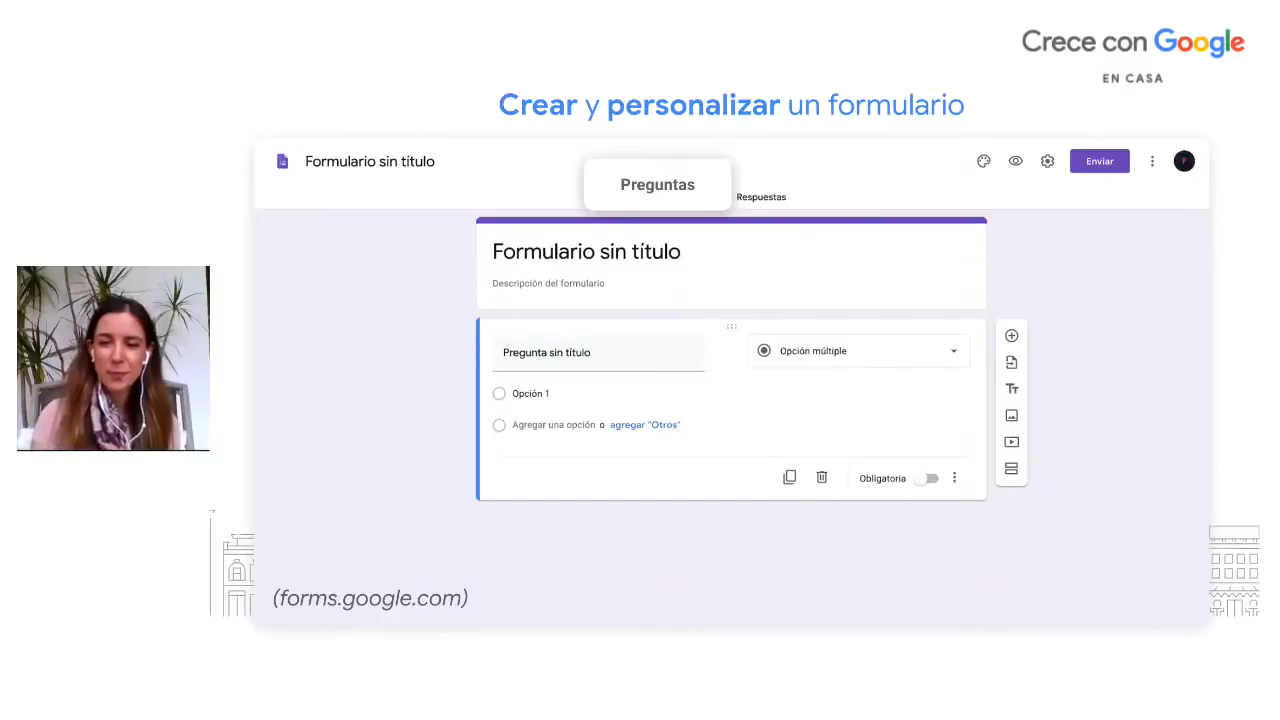 Crece con Google
EN CASA
Crear y personalizar un formulario
Formulario sin título
Enviar
F
Preguntas
Respuestas
Formulario sin título
Descripción del formulario
Pregunta sin título
Opción múltiple
Opción 1
Agregar una opción o agregar "Otros"
Obligatoria
Tт
(forms.google.com)